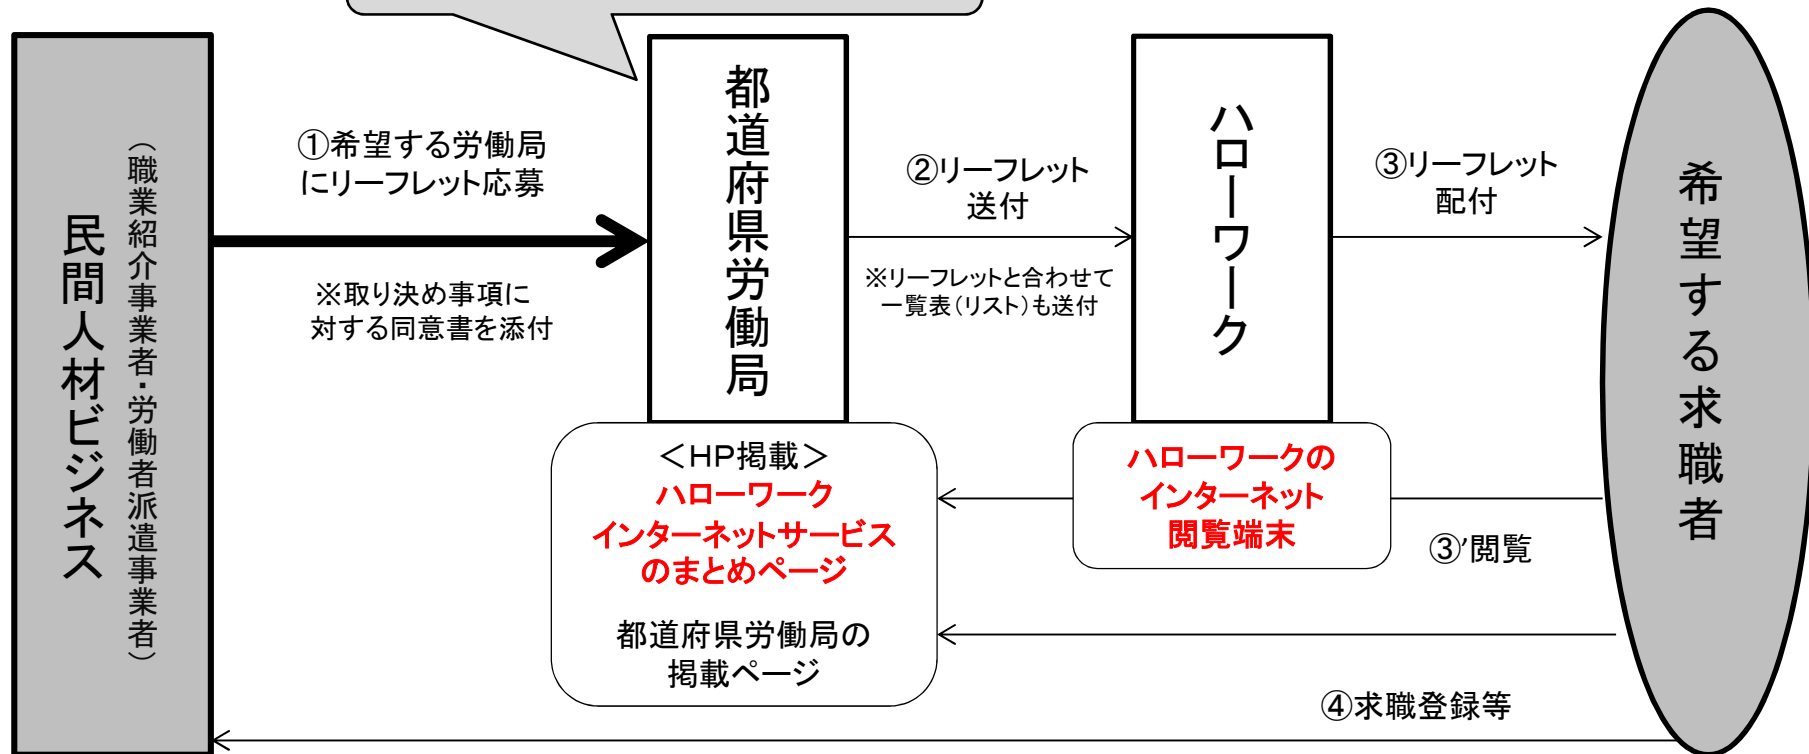 民間人材ビジネス
（職業紹介事業者・労働者派遣事業者）
①希望する労働局
にリーフレット応募
※取り決め事項に
対する同意書を添付
都道府県労働局
②リーフレット
送付
※リーフレットと合わせて
一覧表（リスト）も送付
ハローワーク
③リーフレット
配付
希望する求職者
＜HP掲載＞
ハローワーク
インターネットサービス
のまとめページ
都道府県労働局の
掲載ページ
ハローワークの
インターネット
閲覧端末
③’閲覧
④求職登録等